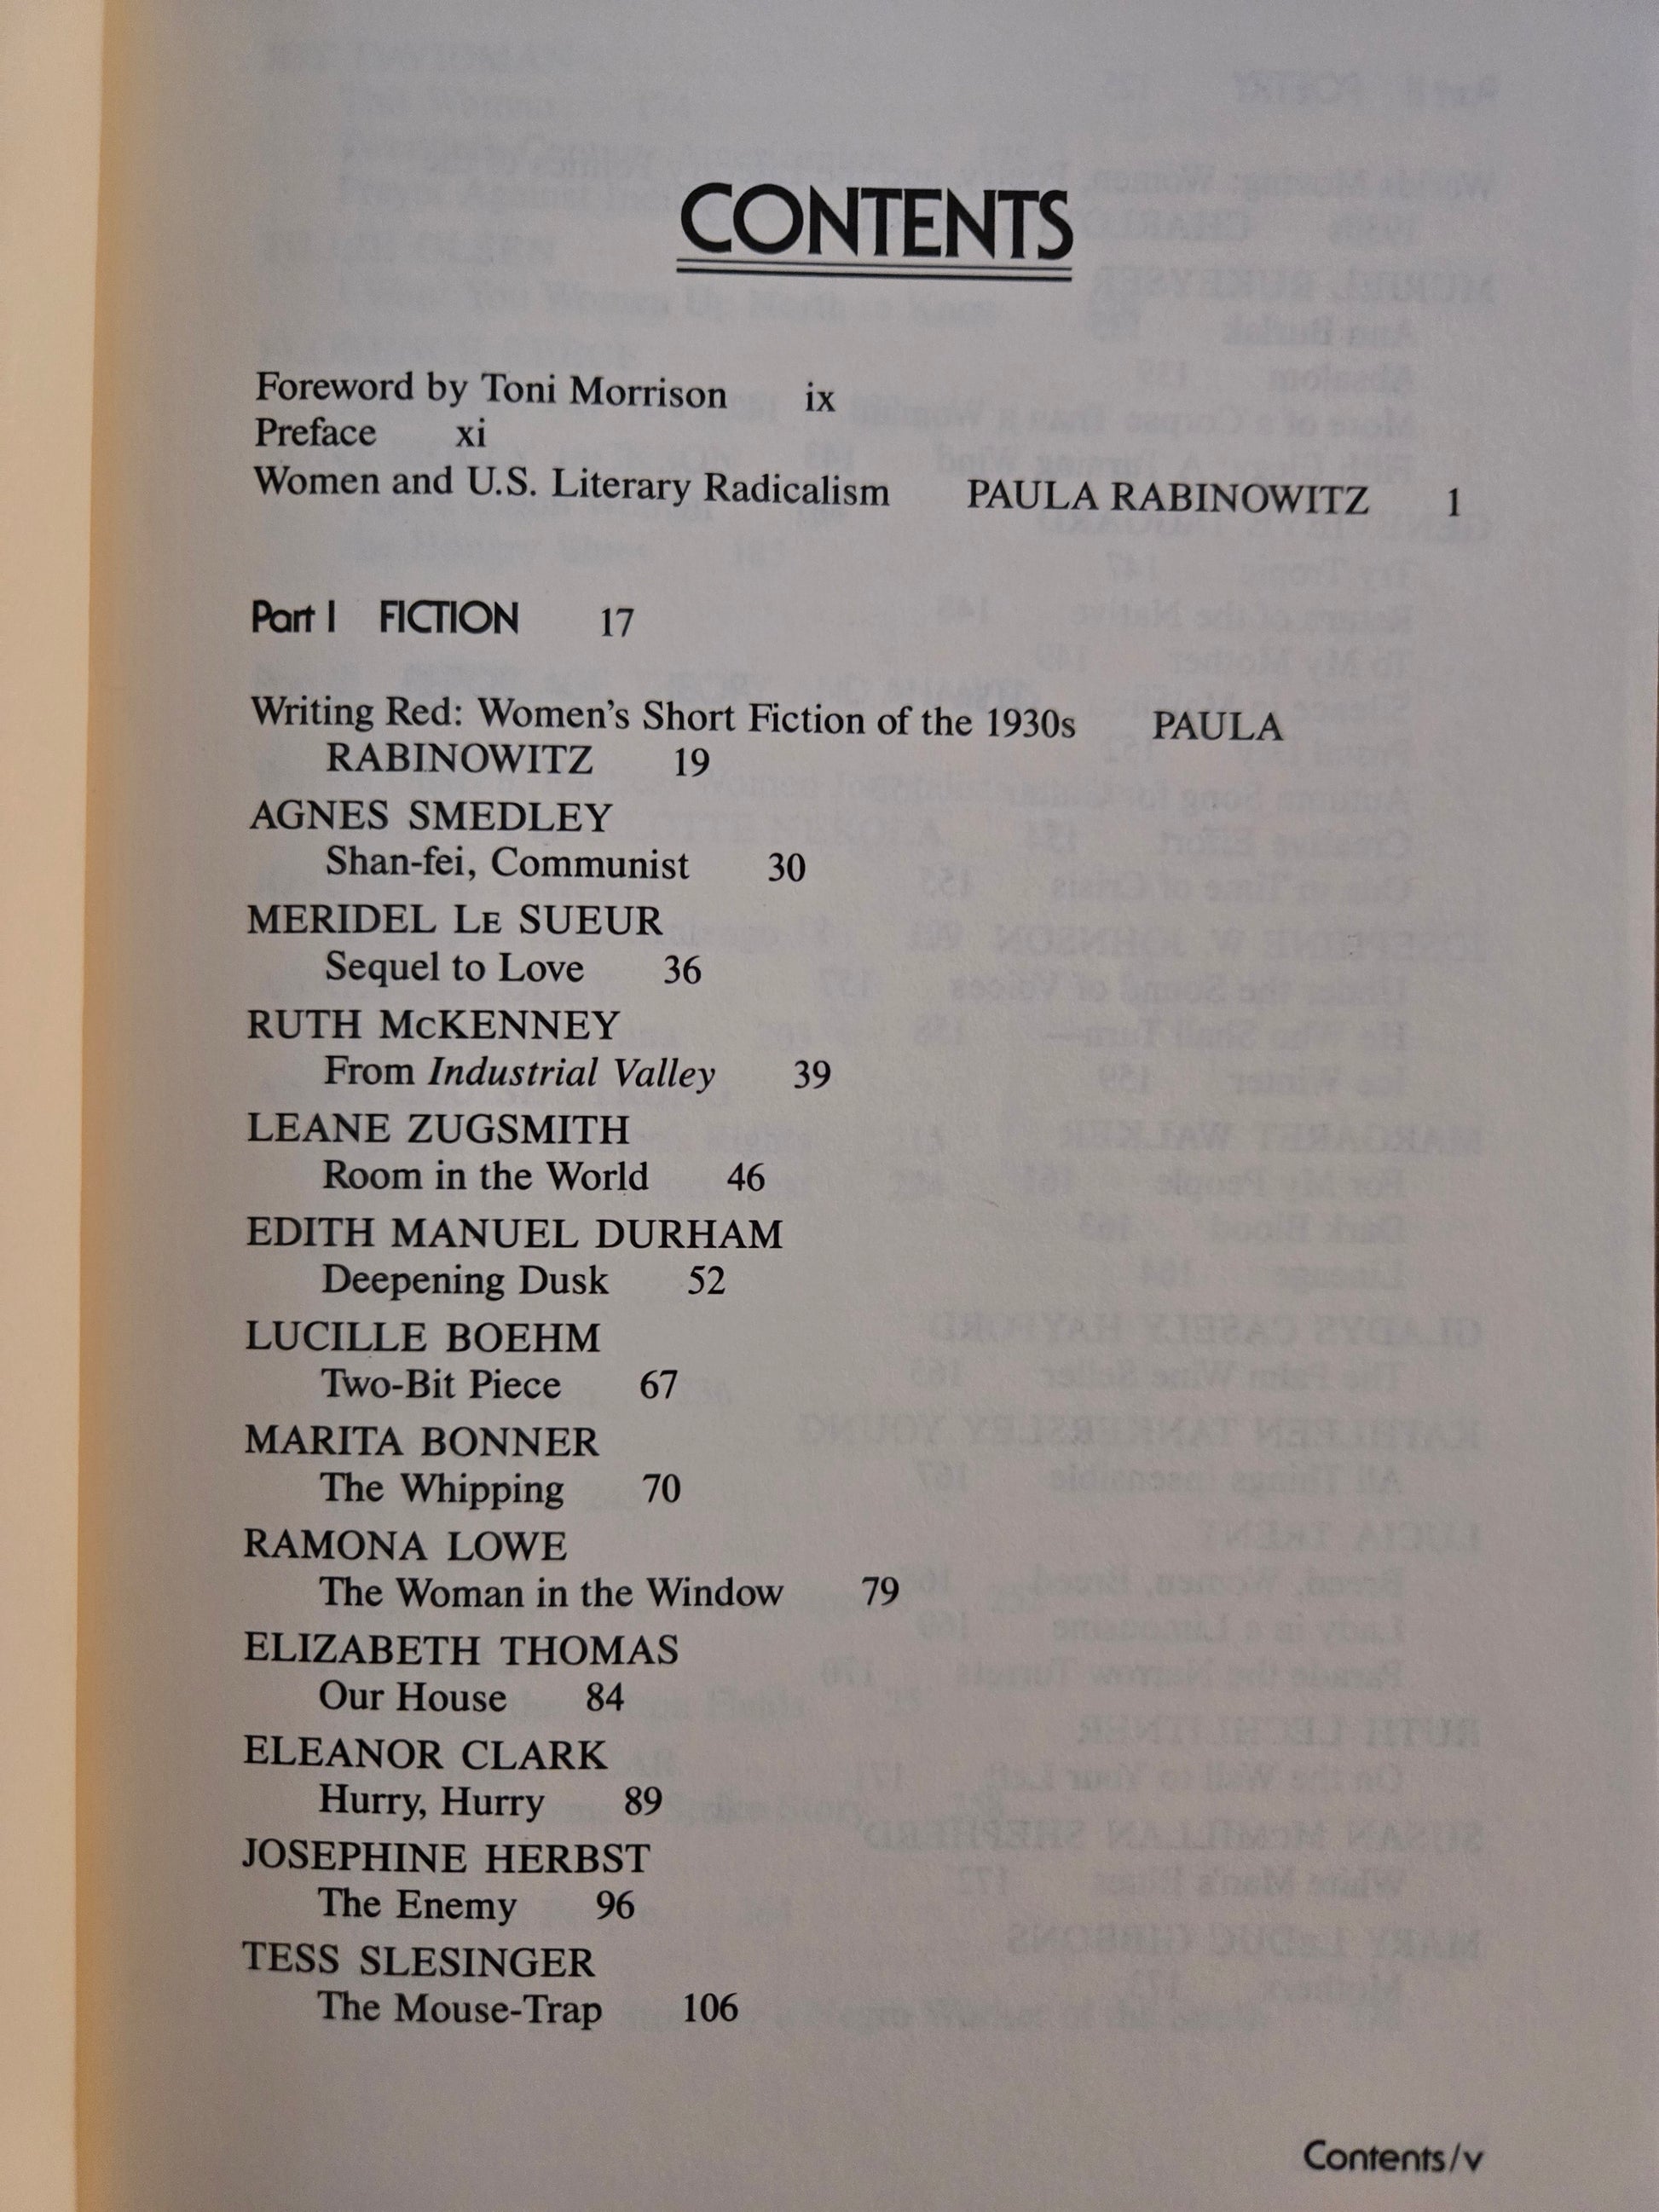 CONTENTS
Foreword by Toni Morrison ix
Preface xi
Women and U.S. Literary Radicalism PAULA RABINOWITZ 1
Part I FICTION 17
Writing Red: Women's Short Fiction of the 1930s PAULA
RABINOWITZ 19
AGNES SMEDLEY
Shan-fei, Communist 30
MERIDEL LE SUEUR
Sequel to Love 36
RUTH McKENNEY
From Industrial Valley 39
LEANE ZUGSMITH
Room in the World 46
EDITH MANUEL DURHAM
Deepening Dusk 52
LUCILLE BOEHM
Two-Bit Piece 67
MARITA BONNER
The Whipping 70
RAMONA LOWE
The Woman in the Window 79
ELIZABETH THOMAS
Our House 84
ELEANOR CLARK
Hurry, Hurry 89
JOSEPHINE HERBST
The Enemy 96
TESS SLESINGER
The Mouse-Trap 106
Contents/v